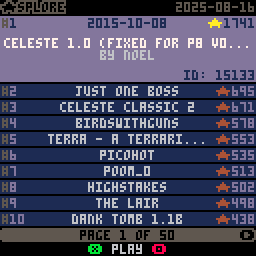 SPLORE 2025-08-16
#1 2015-10-08 1741
CELESTE 1.0 (FIXED FOR P8 V0...
BY NOEL
ID: 15133
#2 JUST ONE BOSS 695
#3 CELESTE CLASSIC 2 671
#4 BIRDSWITHGUNS 578
#5 TERRA - A TERRARI... 553
#6 PICOHOT 535
#7 POOM_0 513
#8 HIGHSTAKES 502
#9 THE LAIR 498
#10 DANK TOMB 1.1B 438
PAGE 1 OF 50
X PLAY O